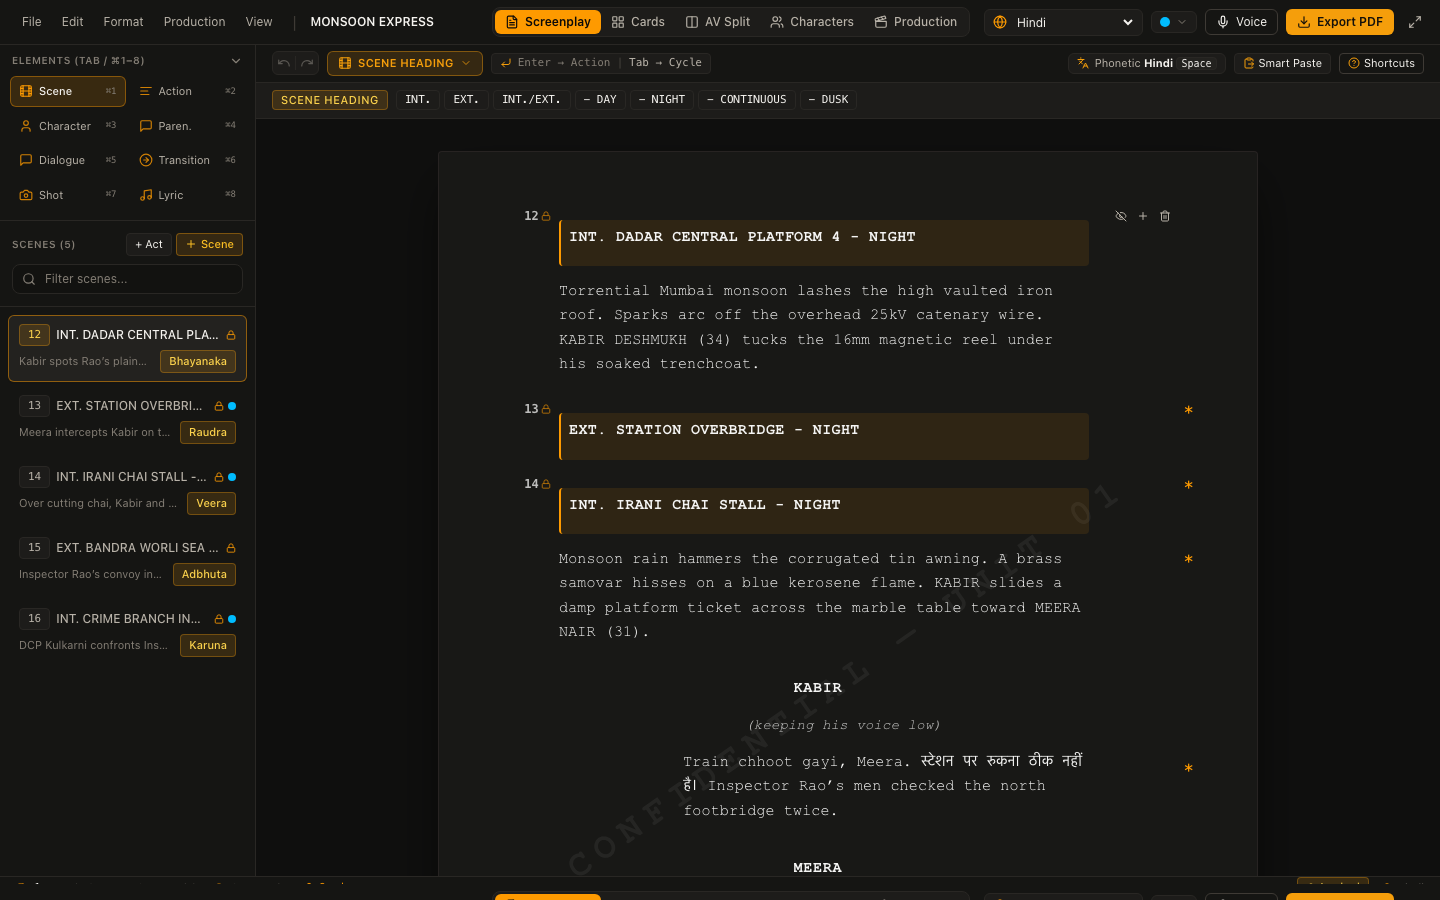 File Edit Format Production View MONSOON EXPRESS Screenplay Cards AV Split Characters Production Hindi Voice Export PDF
ELEMENTS (TAB / ⌘1–8)
Scene ⌘1 Action ⌘2
Character ⌘3 Paren. ⌘4
Dialogue ⌘5 Transition ⌘6
Shot ⌘7 Lyric ⌘8
SCENES (5) + Act + Scene
Filter scenes...
12 INT. DADAR CENTRAL PLA...
Kabir spots Rao's plain... Bhayanaka
13 EXT. STATION OVERBRI...
Meera intercepts Kabir on t... Raudra
14 INT. IRANI CHAI STALL -...
Over cutting chai, Kabir and ... Veera
15 EXT. BANDRA WORLI SEA ...
Inspector Rao's convoy in... Adbhuta
16 INT. CRIME BRANCH IN...
DCP Kulkarni confronts Ins... Karuna
SCENE HEADING Enter → Action | Tab → Cycle Phonetic Hindi Space Smart Paste Shortcuts
SCENE HEADING INT. EXT. INT./EXT. – DAY – NIGHT – CONTINUOUS – DUSK
12
INT. DADAR CENTRAL PLATFORM 4 - NIGHT
Torrential Mumbai monsoon lashes the high vaulted iron
roof. Sparks arc off the overhead 25kV catenary wire.
KABIR DESHMUKH (34) tucks the 16mm magnetic reel under
his soaked trenchcoat.
13 *
EXT. STATION OVERBRIDGE - NIGHT
14 *
INT. IRANI CHAI STALL - NIGHT
Monsoon rain hammers the corrugated tin awning. A brass *
samovar hisses on a blue kerosene flame. KABIR slides a
damp platform ticket across the marble table toward MEERA
NAIR (31).
KABIR
(keeping his voice low)
Train chhoot gayi, Meera. स्टेशन पर रुकना ठीक नहीं *
है। Inspector Rao’s men checked the north
footbridge twice.
MEERA
CONFIDENTIAL — UNIT 01